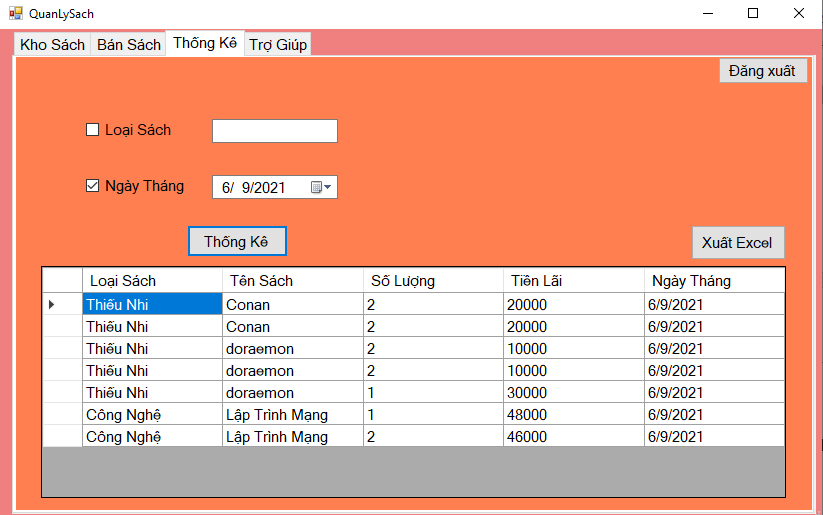 QuanLySach
Kho Sách Bán Sách Thống Kê Trợ Giúp
Đăng xuất
Loại Sách
Ngày Tháng 6/ 9/2021
Thống Kê Xuất Excel
Loại Sách Tên Sách Số Lượng Tiền Lãi Ngày Tháng
Thiếu Nhi Conan 2 20000 6/9/2021
Thiếu Nhi Conan 2 20000 6/9/2021
Thiếu Nhi doraemon 2 10000 6/9/2021
Thiếu Nhi doraemon 2 10000 6/9/2021
Thiếu Nhi doraemon 1 30000 6/9/2021
Công Nghệ Lập Trình Mạng 1 48000 6/9/2021
Công Nghệ Lập Trình Mạng 2 46000 6/9/2021